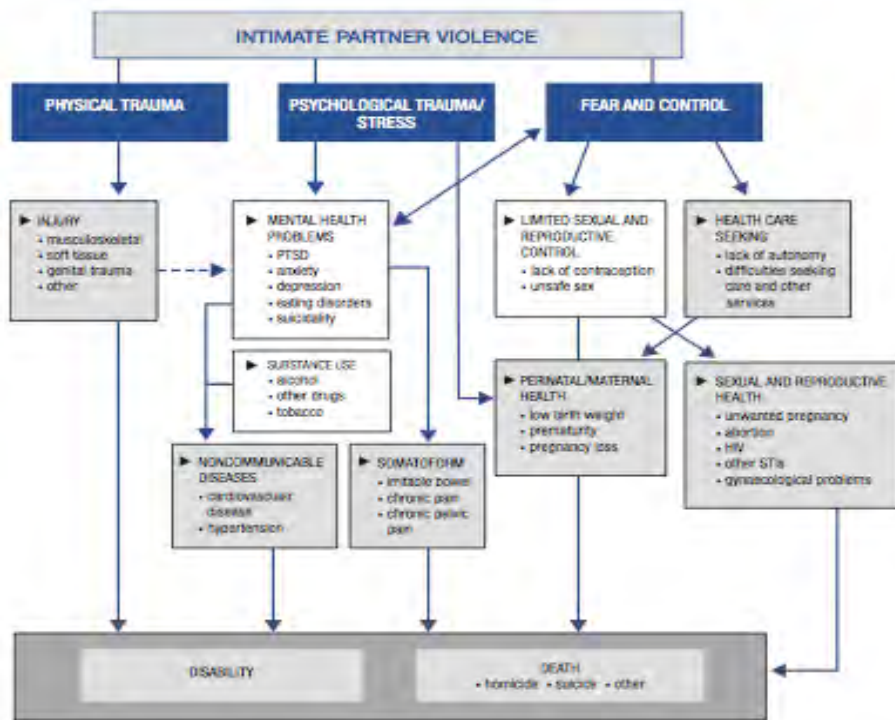 INTIMATE PARTNER VIOLENCE
PHYSICAL TRAUMA
PSYCHOLOGICAL TRAUMA/
STRESS
FEAR AND CONTROL
► INJURY
• musculoskeletal
• soft tissue
• genital trauma
• other
► MENTAL HEALTH
PROBLEMS
• PTSD
• anxiety
• depression
• eating disorders
• suicidality
► LIMITED SEXUAL AND
REPRODUCTIVE
CONTROL
• lack of contraception
• unsafe sex
► HEALTH CARE
SEEKING
• lack of autonomy
• difficulties seeking
care and other
services
► SUBSTANCE USE
• alcohol
• other drugs
• tobacco
► PERINATAL/MATERNAL
HEALTH
• low birth weight
• prematurity
• pregnancy loss
► SEXUAL AND REPRODUCTIVE
HEALTH
• unwanted pregnancy
• abortion
• HIV
• other STIs
• gynaecological problems
► NONCOMMUNICABLE
DISEASES
• cardiovascular
disease
• hypertension
► SOMATOFORM
• irritable bowel
• chronic pain
• chronic pelvic
pain
DISABILITY
DEATH
• homicide • suicide • other